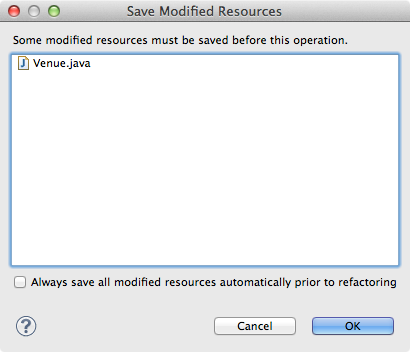 Save Modified Resources
Some modified resources must be saved before this operation.
J Venue.java
Always save all modified resources automatically prior to refactoring
? Cancel OK